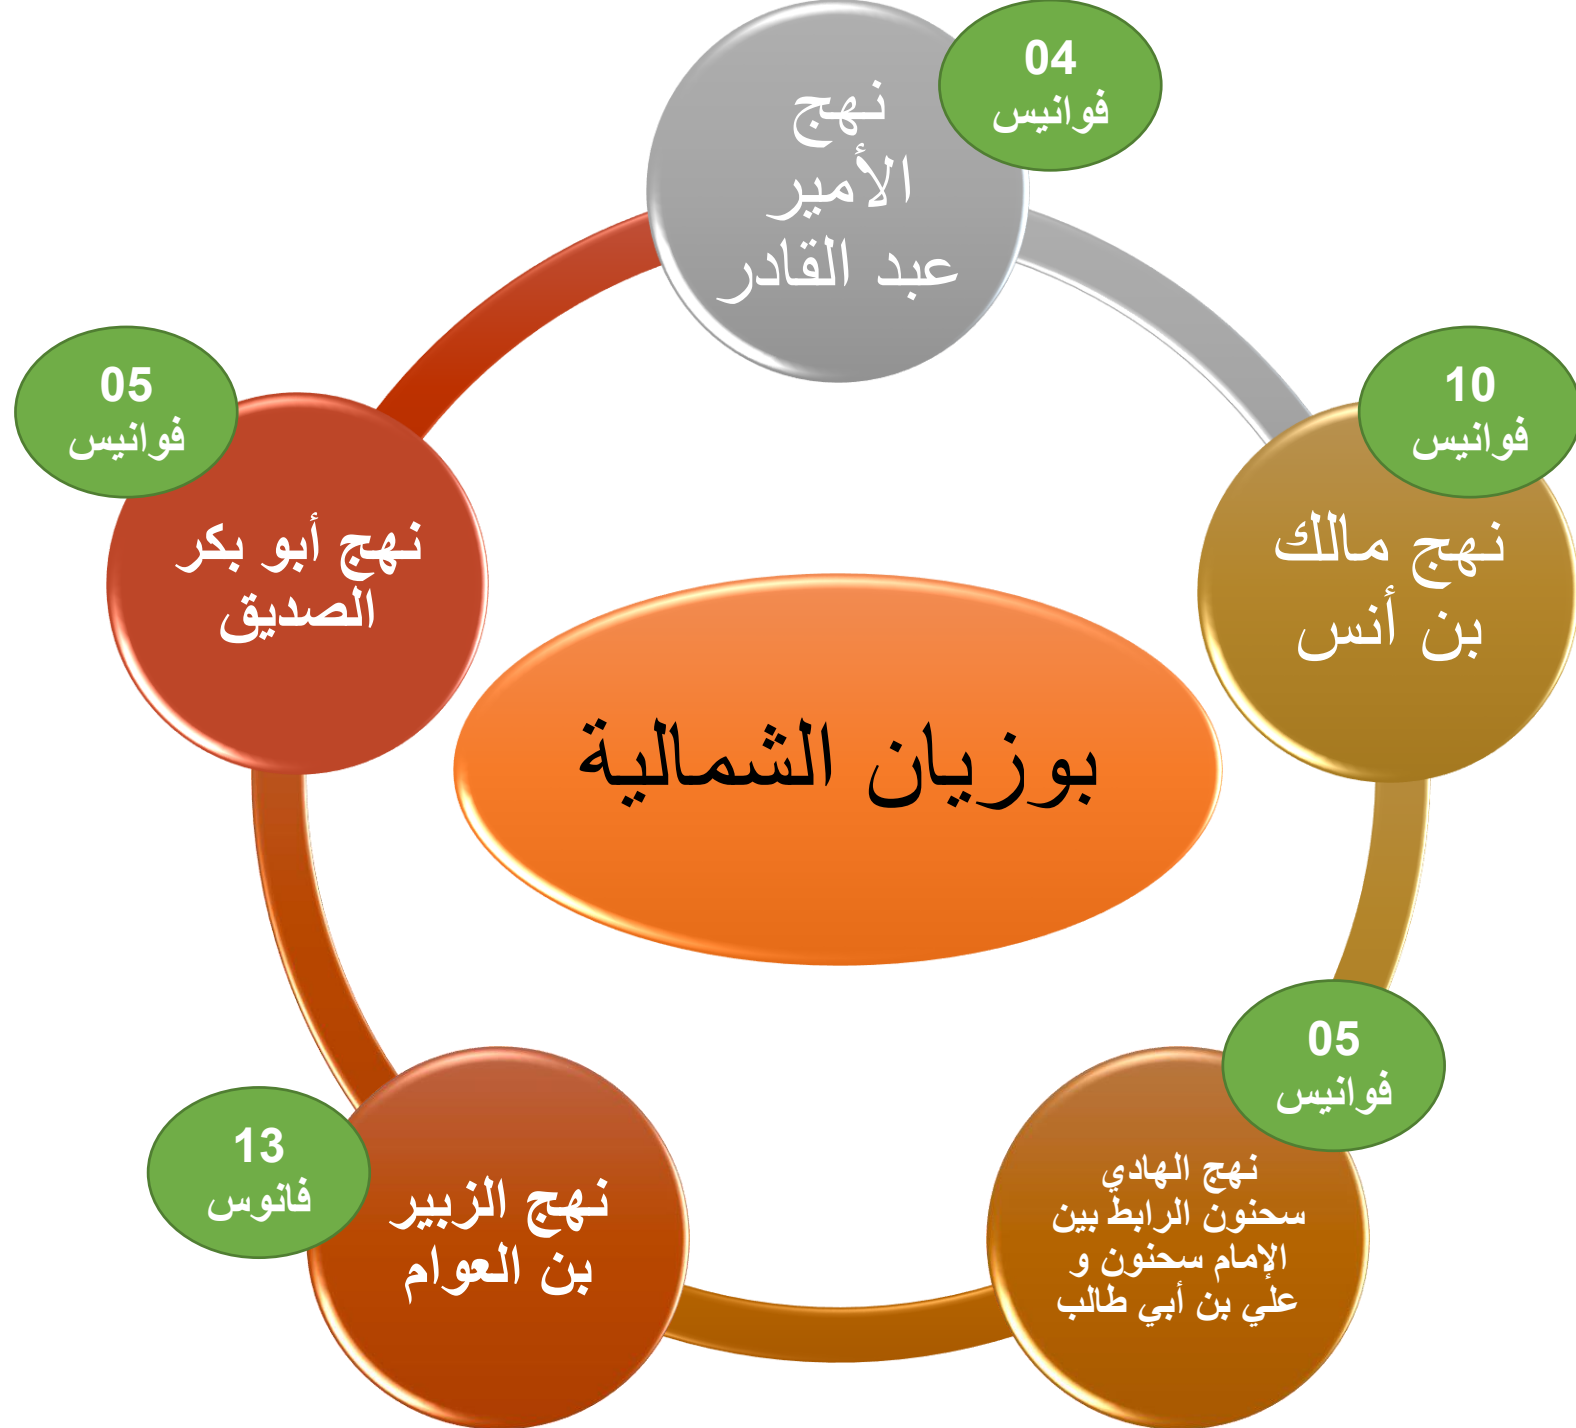 04
فوانيس
نهج
الأمير
عبد القادر
10
فوانيس
نهج مالك
بن أنس
05
فوانيس
نهج الهادي
سحنون الرابط بين
الإمام سحنون و
علي بن أبي طالب
13
فانوس
نهج الزبير
بن العوام
05
فوانيس
نهج أبو بكر
الصديق
بوزيان الشمالية